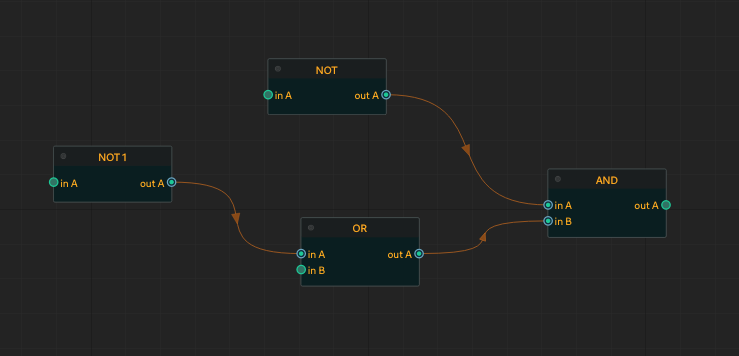 NOT
in A
out A
NOT 1
in A
out A
AND
in A
out A
in B
OR
in A
out A
in B